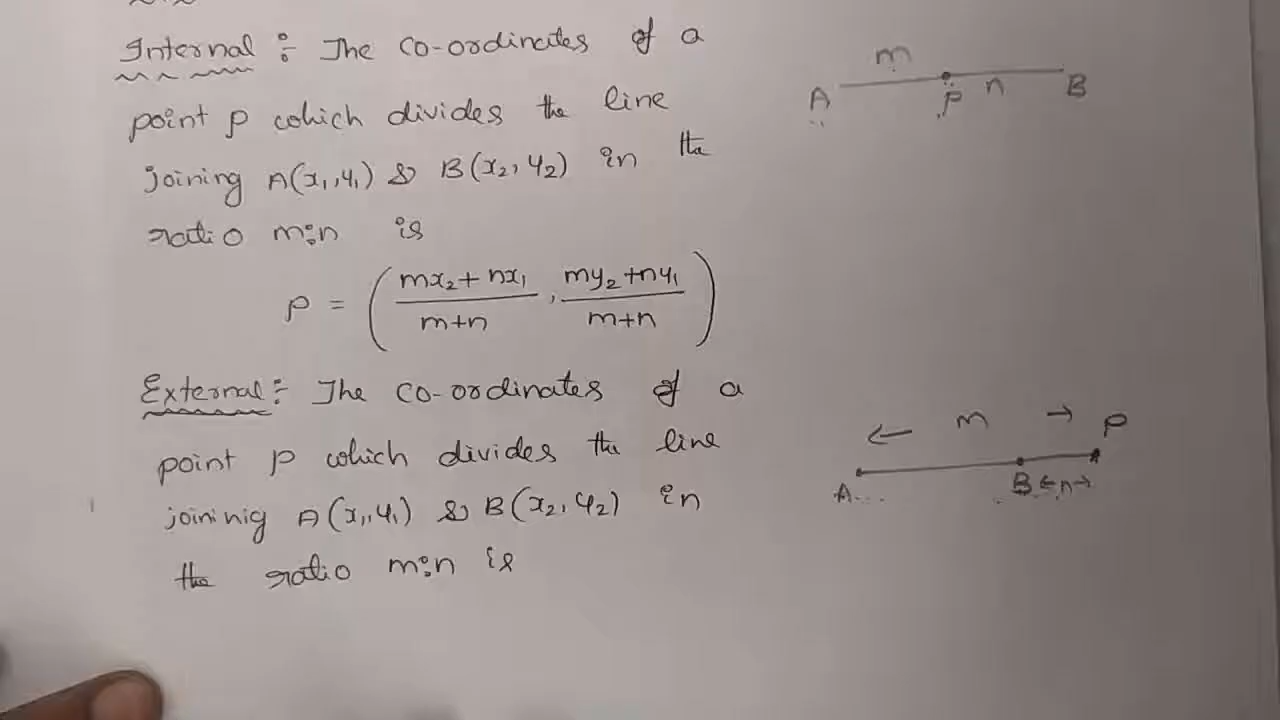 Internal : The co-ordinates of a
point P which divides the line
joining A(x₁,y₁) & B(x₂,y₂) in the
ratio m:n is
P = ( mx₂+nx₁ / m+n , my₂+ny₁ / m+n )
m
A P n B
External :- The co-ordinates of a
point P which divides the line
joininig A(x₁,y₁) & B(x₂,y₂) in
the ratio m:n is
← m → P
A... B ←n→